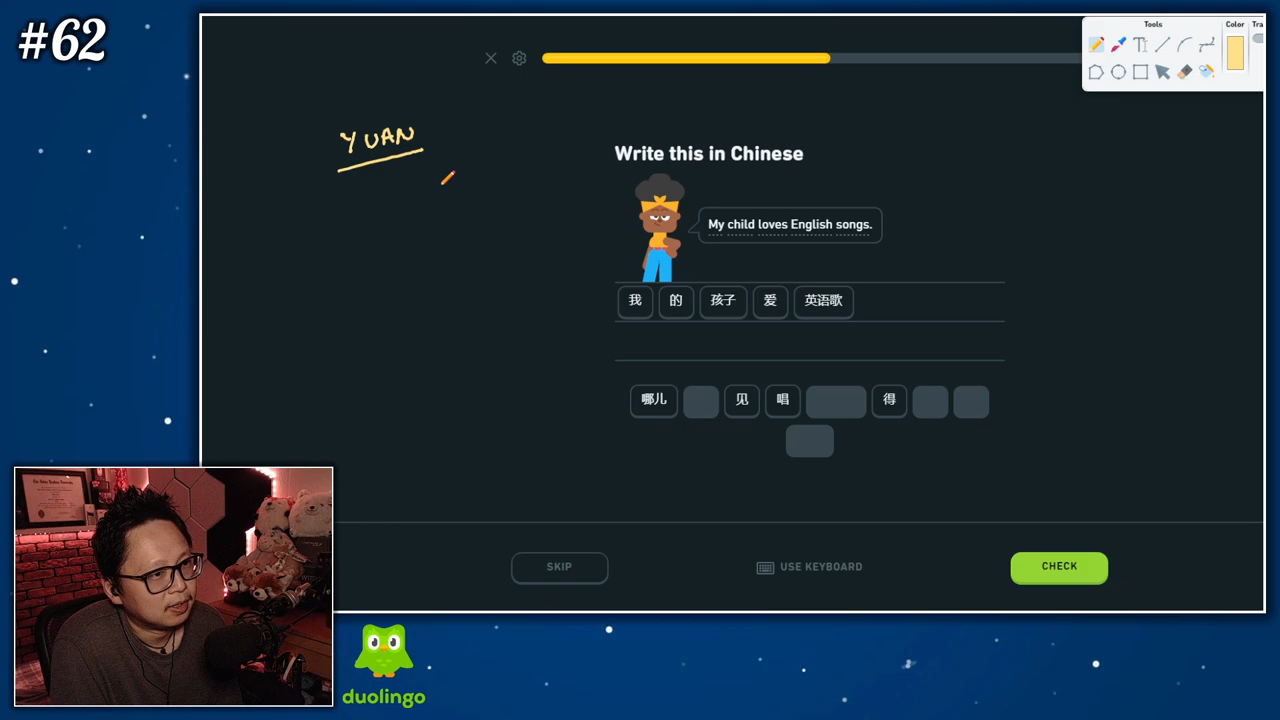 #62
Tools
Color
Tra
YUAN
Write this in Chinese
My child loves English songs.
我 的 孩子 爱 英语歌
哪儿 见 唱 得
SKIP
USE KEYBOARD
CHECK
duolingo